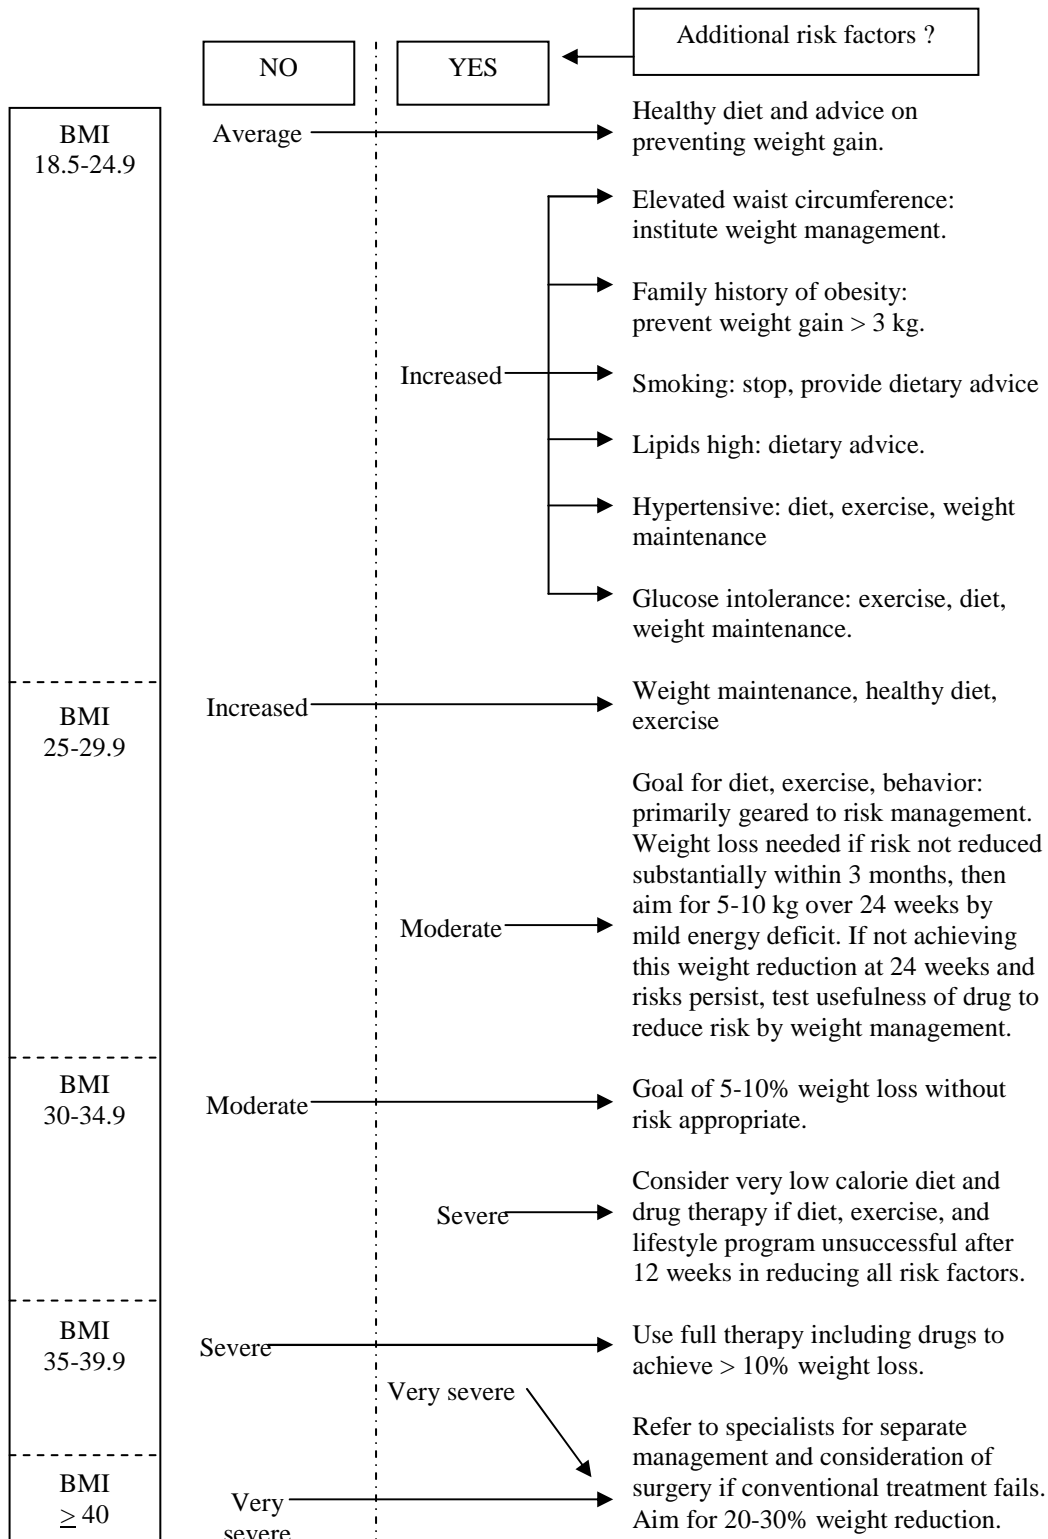 Additional risk factors ?
NO
YES
BMI
18.5-24.9
Average
Healthy diet and advice on
preventing weight gain.
Elevated waist circumference:
institute weight management.
Family history of obesity:
prevent weight gain > 3 kg.
Increased
Smoking: stop, provide dietary advice
Lipids high: dietary advice.
Hypertensive: diet, exercise, weight
maintenance
Glucose intolerance: exercise, diet,
weight maintenance.
BMI
25-29.9
Increased
Weight maintenance, healthy diet,
exercise
Moderate
Goal for diet, exercise, behavior:
primarily geared to risk management.
Weight loss needed if risk not reduced
substantially within 3 months, then
aim for 5-10 kg over 24 weeks by
mild energy deficit. If not achieving
this weight reduction at 24 weeks and
risks persist, test usefulness of drug to
reduce risk by weight management.
BMI
30-34.9
Moderate
Goal of 5-10% weight loss without
risk appropriate.
Severe
Consider very low calorie diet and
drug therapy if diet, exercise, and
lifestyle program unsuccessful after
12 weeks in reducing all risk factors.
BMI
35-39.9
Severe
Use full therapy including drugs to
achieve > 10% weight loss.
Very severe
BMI
≥ 40
Very
severe
Refer to specialists for separate
management and consideration of
surgery if conventional treatment fails.
Aim for 20-30% weight reduction.